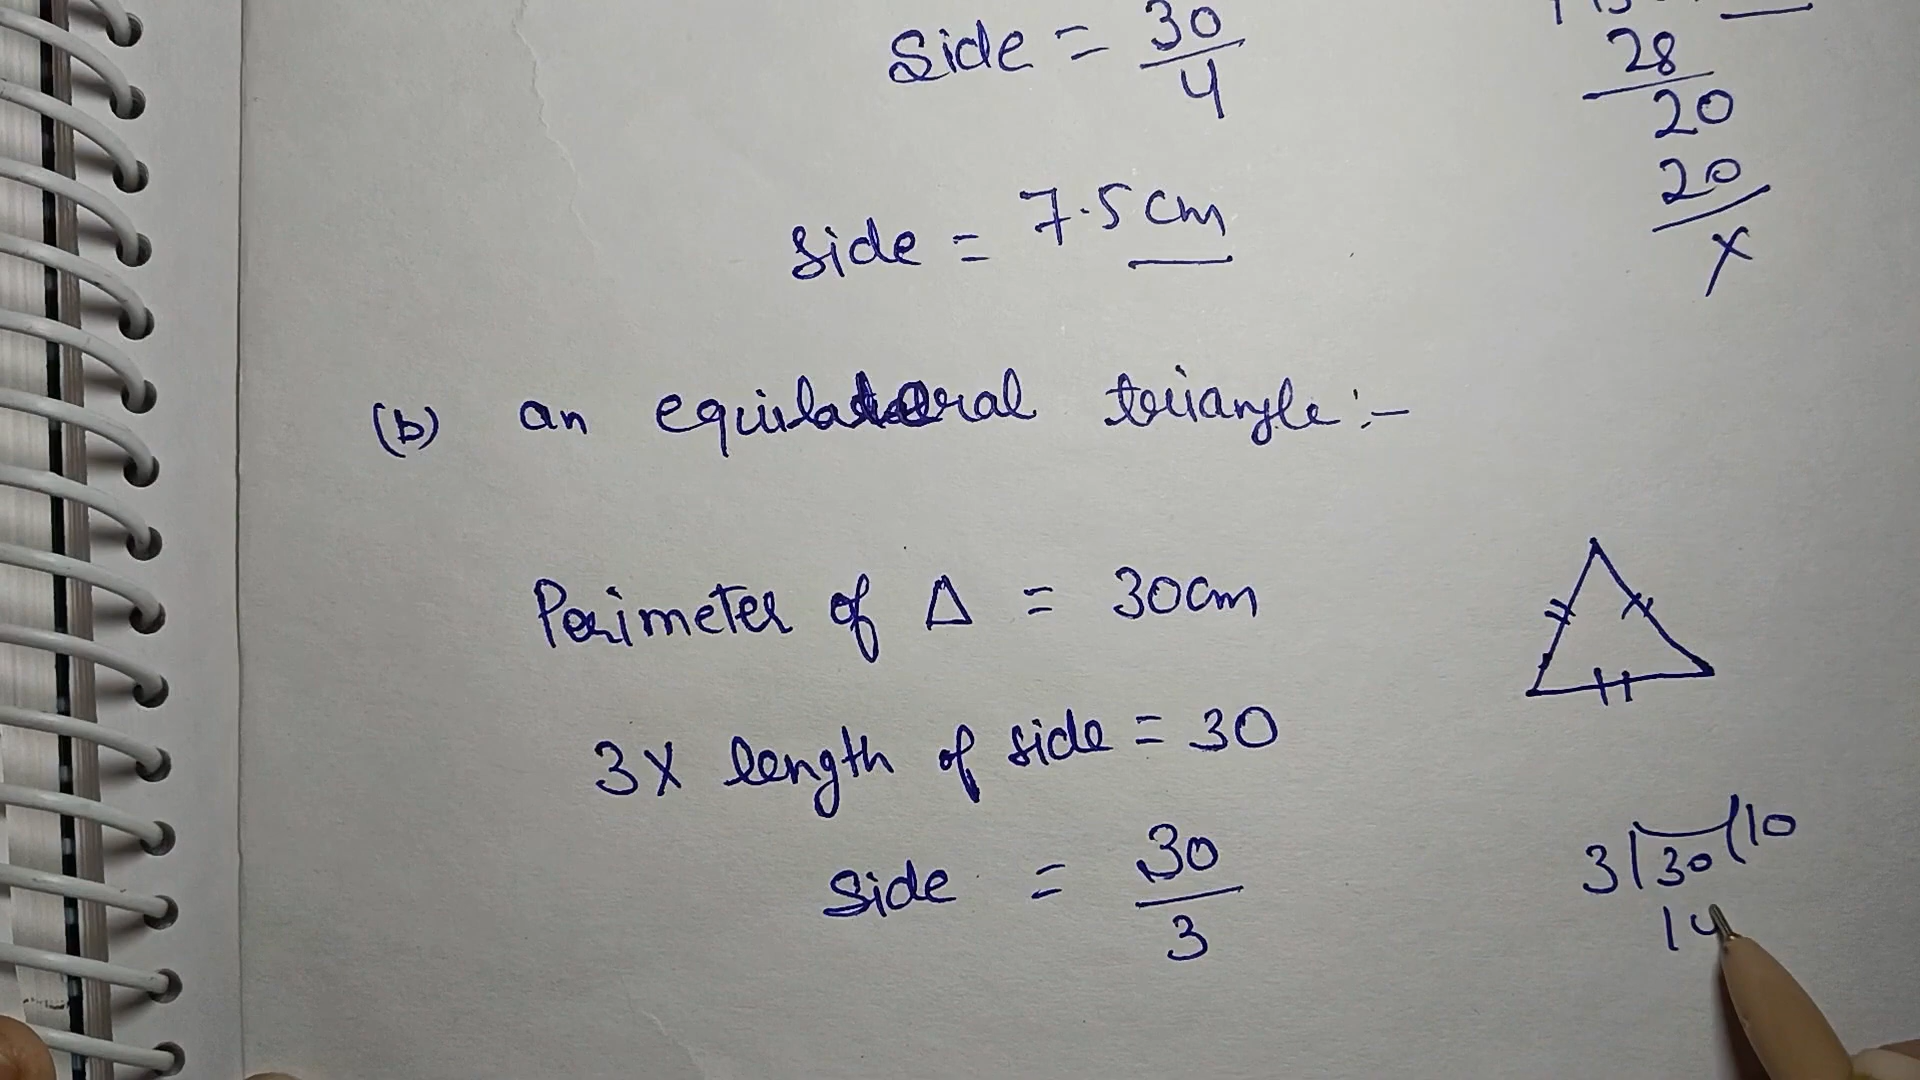 Side = 30/4
28
20
20
x
side = 7.5 cm
(b) an equilateral triangle:-
Perimeter of Δ = 30cm
3x length of side = 30
3 30 10
side = 30/3